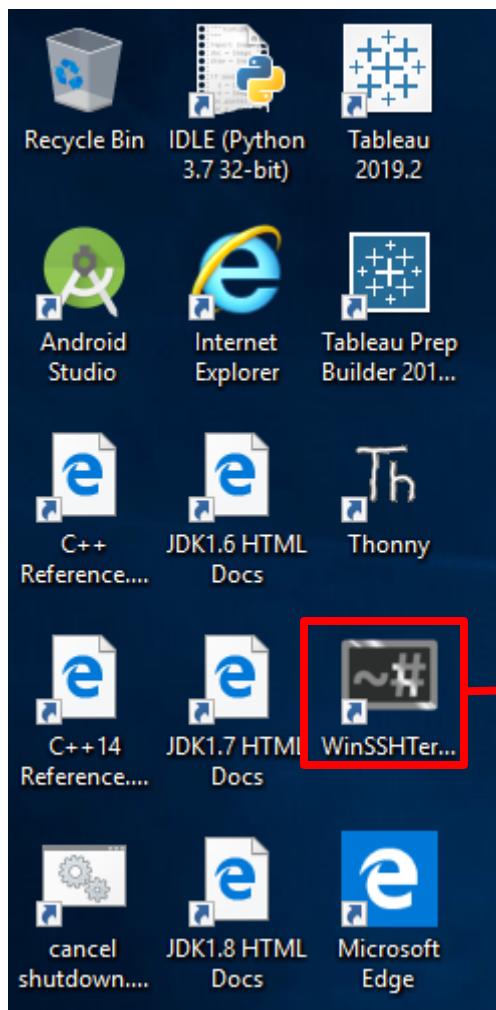 Recycle Bin
IDLE (Python
3.7 32-bit)
Tableau
2019.2
Android
Studio
Internet
Explorer
Tableau Prep
Builder 201...
C++
Reference....
JDK1.6 HTML
Docs
Th
Thonny
C++14
Reference....
JDK1.7 HTML
Docs
~#
WinSSHTer...
cancel
shutdown....
JDK1.8 HTML
Docs
Microsoft
Edge